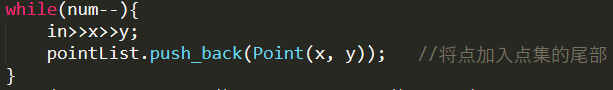 while(num--){
    in>>x>>y;
    pointList.push_back(Point(x, y));   //将点加入点集的尾部
}